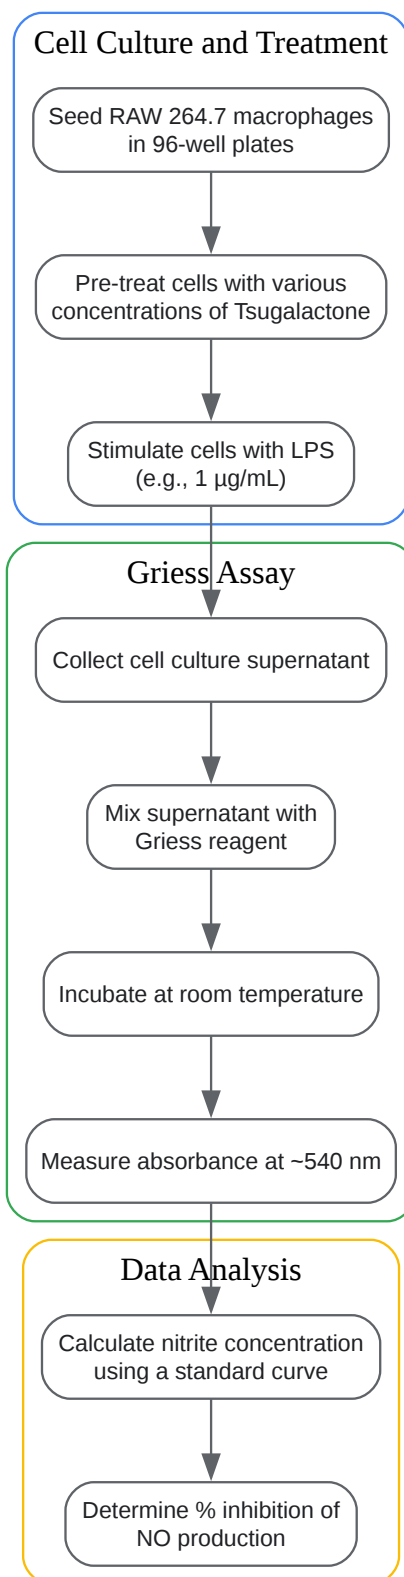 Cell Culture and Treatment
Seed RAW 264.7 macrophages
in 96-well plates
Pre-treat cells with various
concentrations of Tsugalactone
Stimulate cells with LPS
(e.g., 1 µg/mL)
Griess Assay
Collect cell culture supernatant
Mix supernatant with
Griess reagent
Incubate at room temperature
Measure absorbance at ~540 nm
Data Analysis
Calculate nitrite concentration
using a standard curve
Determine % inhibition of
NO production